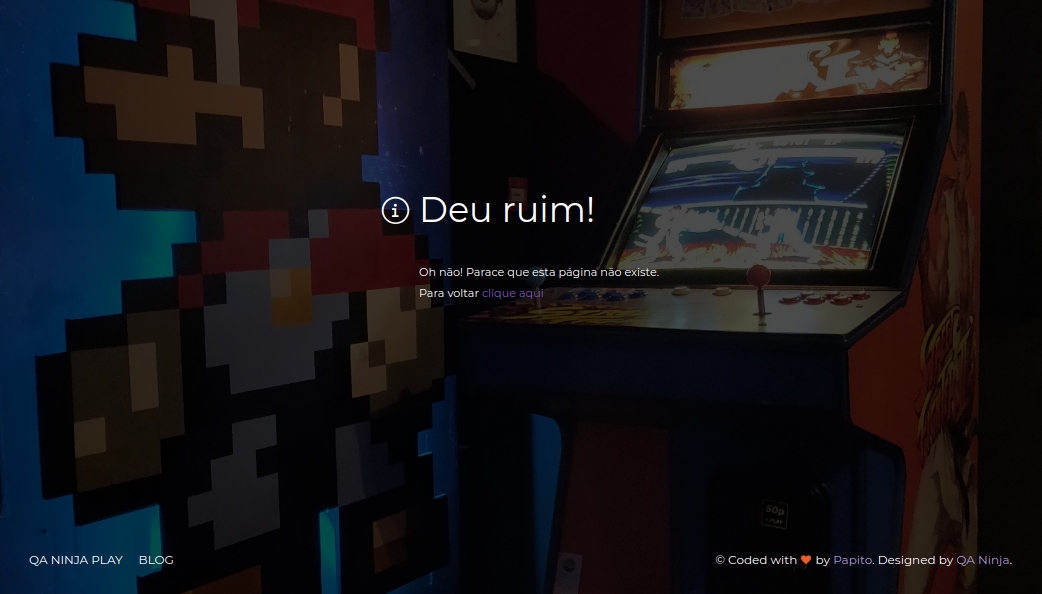 Deu ruim!
Oh não! Parace que esta página não existe.
Para voltar clique aqui
50p
QA NINJA PLAY BLOG
© Coded with ❤ by Papito. Designed by QA Ninja.